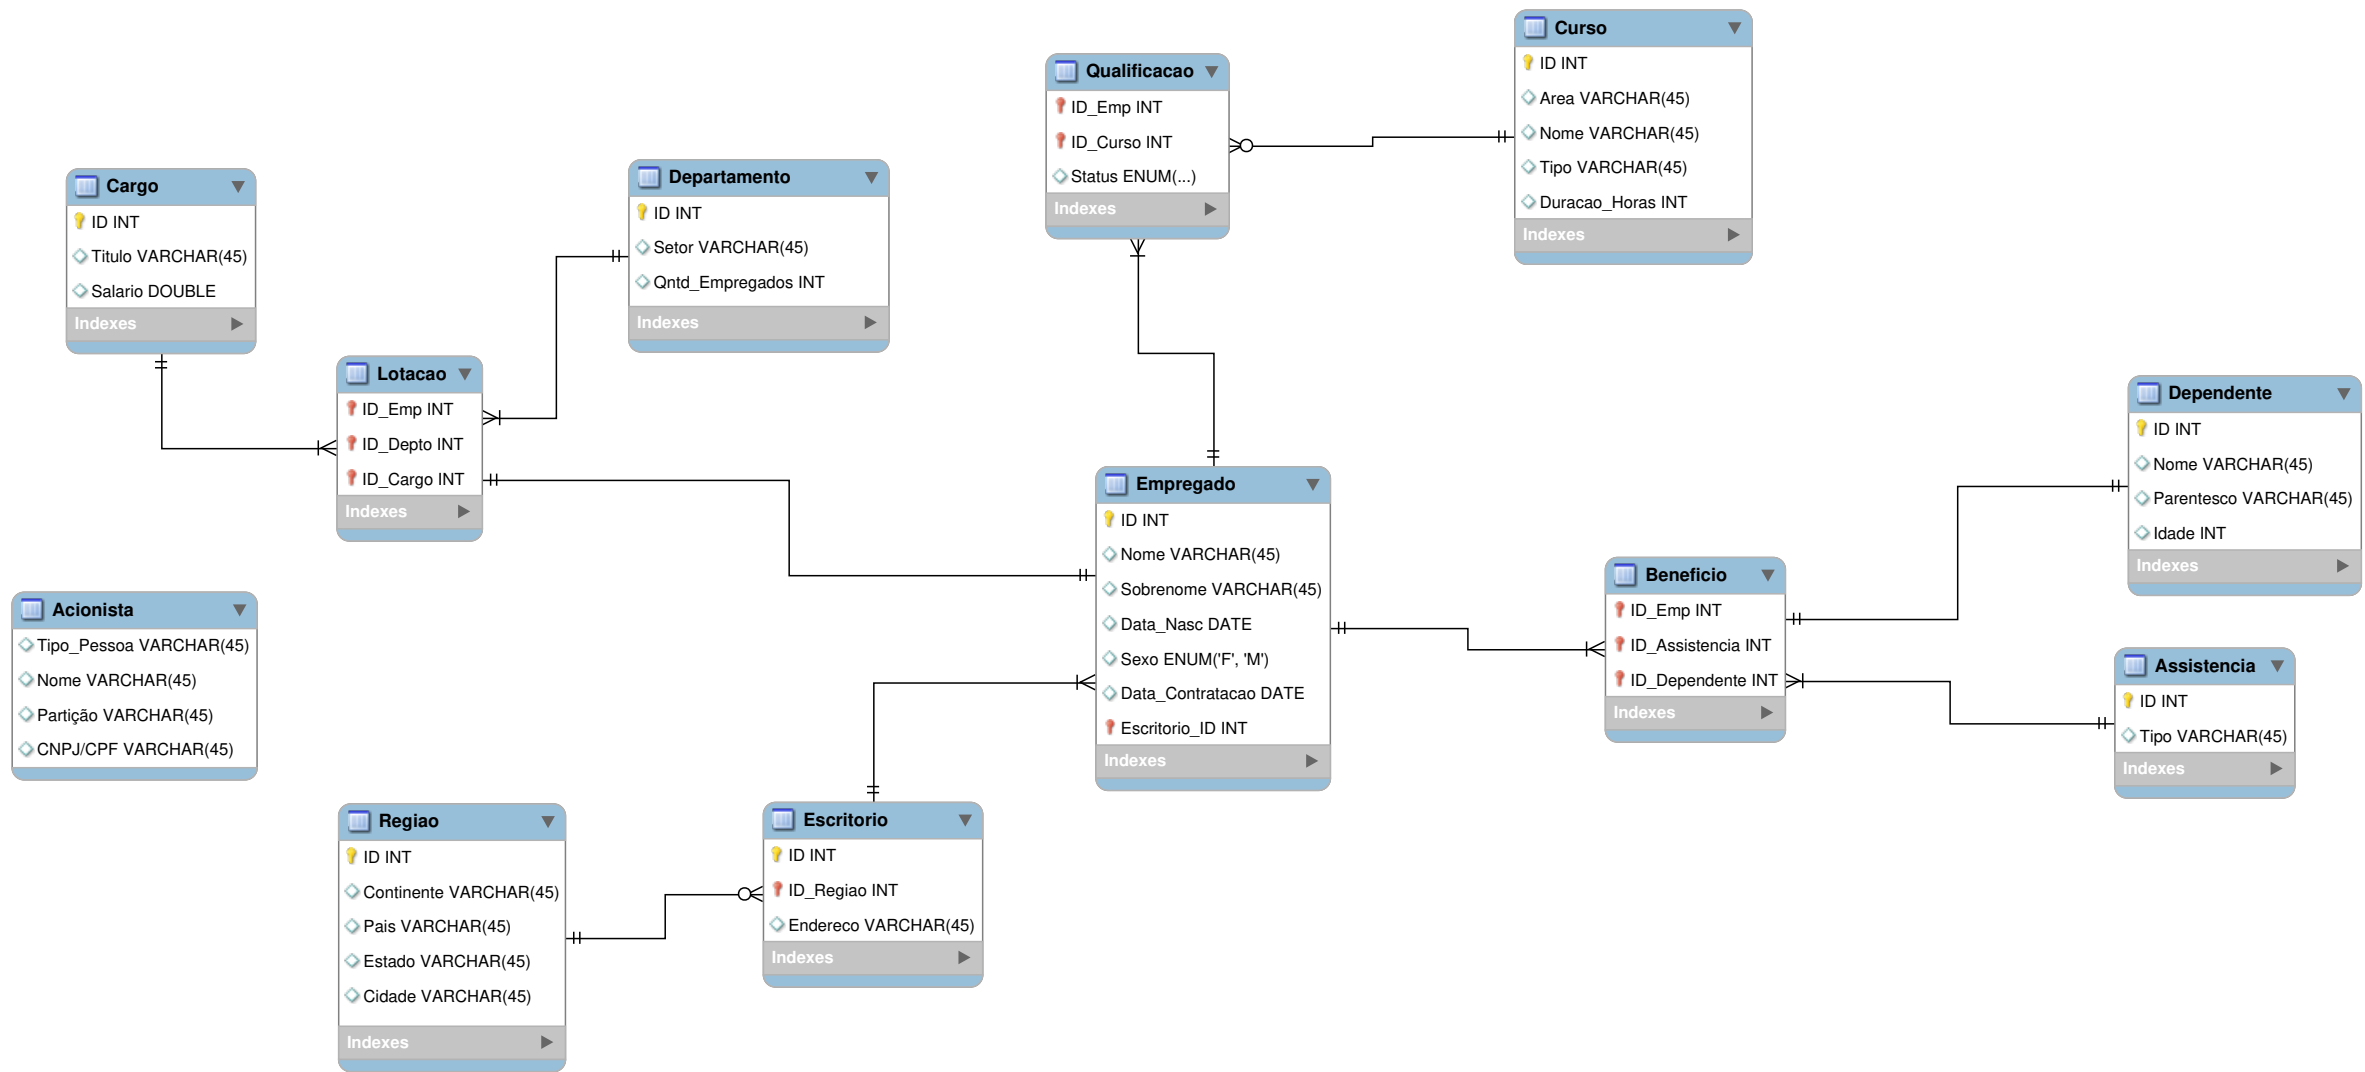 Curso
ID INT
Area VARCHAR(45)
Nome VARCHAR(45)
Tipo VARCHAR(45)
Duracao_Horas INT
Indexes
Qualificacao
ID_Emp INT
ID_Curso INT
Status ENUM(...)
Indexes
Cargo
ID INT
Titulo VARCHAR(45)
Salario DOUBLE
Indexes
Departamento
ID INT
Setor VARCHAR(45)
Qntd_Empregados INT
Indexes
Lotacao
ID_Emp INT
ID_Depto INT
ID_Cargo INT
Indexes
Dependente
ID INT
Nome VARCHAR(45)
Parentesco VARCHAR(45)
Idade INT
Indexes
Empregado
ID INT
Nome VARCHAR(45)
Sobrenome VARCHAR(45)
Data_Nasc DATE
Sexo ENUM('F', 'M')
Data_Contratacao DATE
Escritorio_ID INT
Indexes
Beneficio
ID_Emp INT
ID_Assistencia INT
ID_Dependente INT
Indexes
Assistencia
ID INT
Tipo VARCHAR(45)
Indexes
Acionista
Tipo_Pessoa VARCHAR(45)
Nome VARCHAR(45)
Partição VARCHAR(45)
CNPJ/CPF VARCHAR(45)
Regiao
ID INT
Continente VARCHAR(45)
Pais VARCHAR(45)
Estado VARCHAR(45)
Cidade VARCHAR(45)
Indexes
Escritorio
ID INT
ID_Regiao INT
Endereco VARCHAR(45)
Indexes